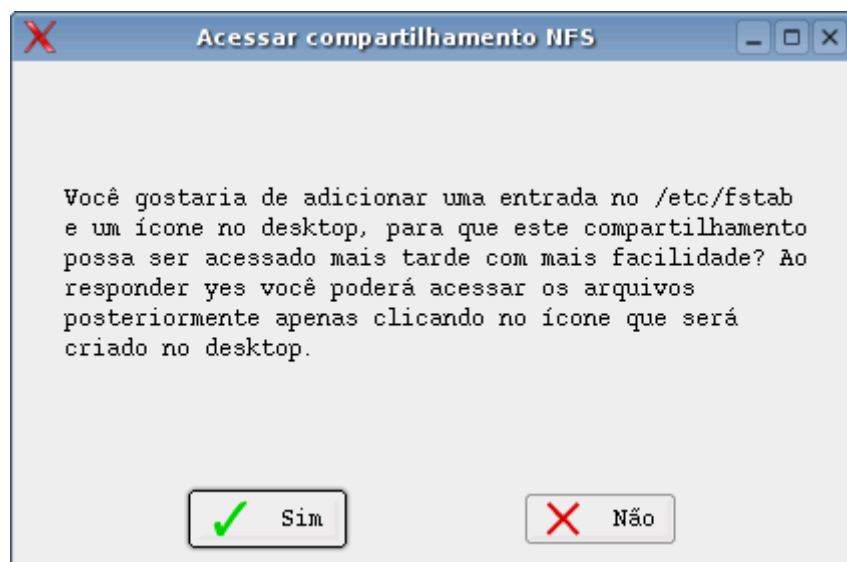 Acessar compartilhamento NFS
Você gostaria de adicionar uma entrada no /etc/fstab
e um ícone no desktop, para que este compartilhamento
possa ser acessado mais tarde com mais facilidade? Ao
responder yes você poderá acessar os arquivos
posteriormente apenas clicando no ícone que será
criado no desktop.
Sim
Não